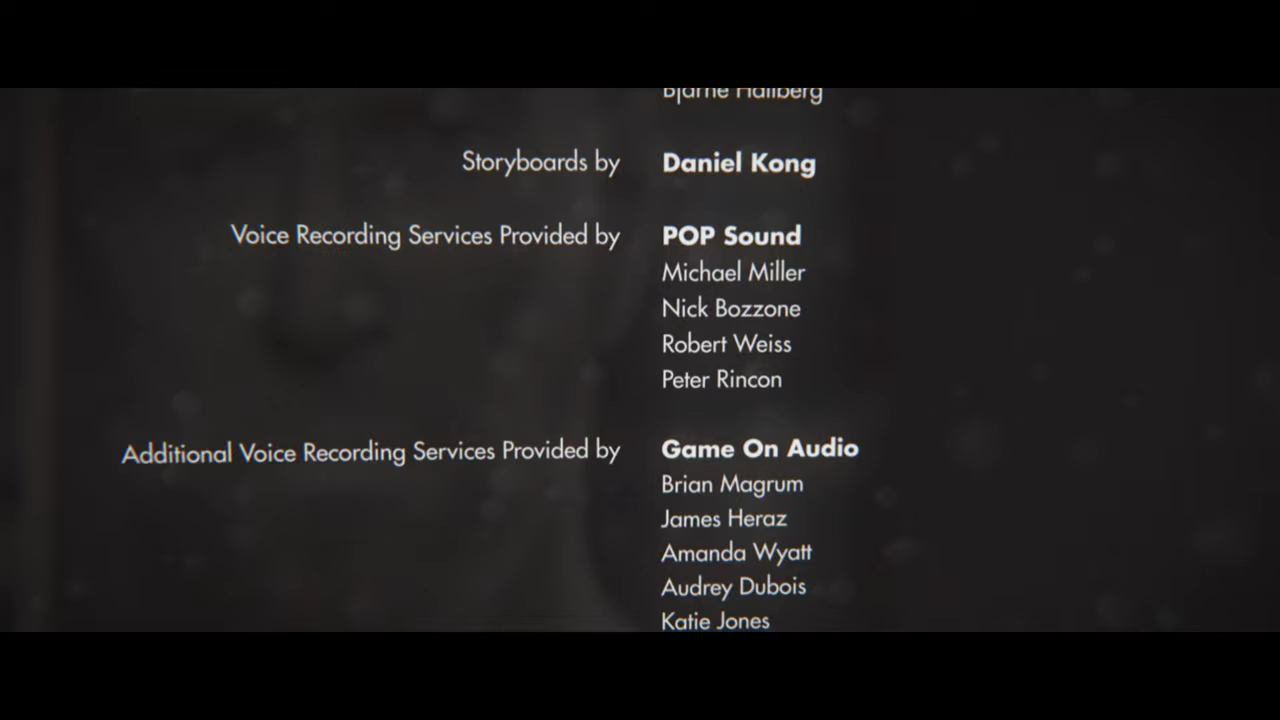 Bjarne Hallberg
Storyboards by Daniel Kong
Voice Recording Services Provided by POP Sound
Michael Miller
Nick Bozzone
Robert Weiss
Peter Rincon
Additional Voice Recording Services Provided by Game On Audio
Brian Magrum
James Heraz
Amanda Wyatt
Audrey Dubois
Katie Jones